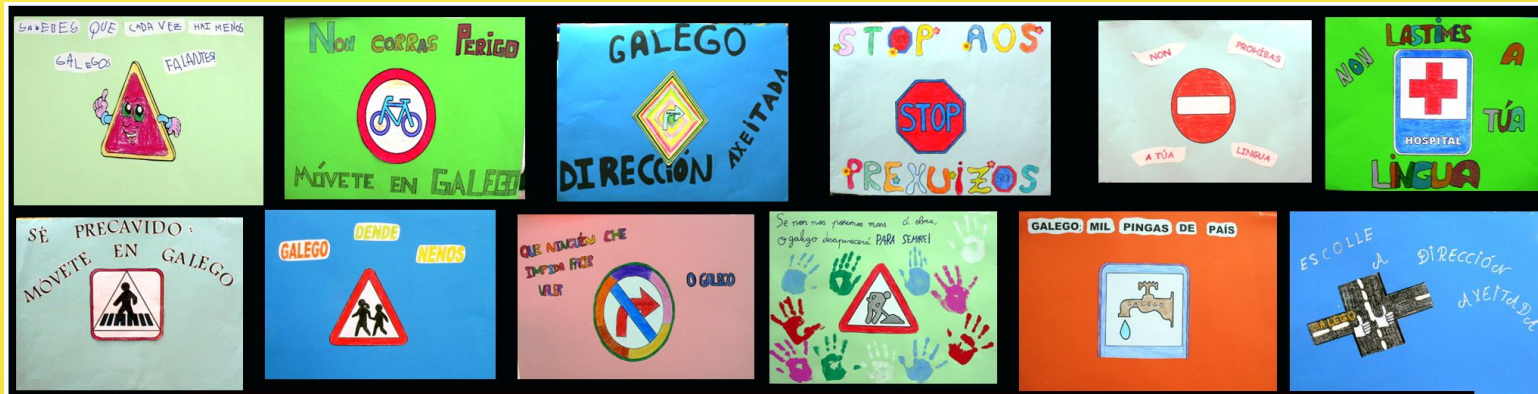 SABEDES QUE CADA VEZ HAI MENOS
GALEGOS FALANTES?
NON CORRAS PERIGO
MÓVETE EN GALEGO
GALEGO
DIRECCIÓN AXEITADA
STOP AOS
STOP
PREXUIZOS
NON PROHIBAS
A TÚA LINGUA
NON LASTIMES A
TÚA
HOSPITAL
LINGUA
SÉ PRECAVIDO:
MÓVETE EN GALEGO
GALEGO DENDE NENOS
QUE NINGUÉN CHE
IMPIDA FACER
VALER O GALEGO
Se non nos poñemos mans á obra,
o galego desaparecerá PARA SEMPRE!
GALEGO; MIL PINGAS DE PAÍS
GALEGO
ESCOLLE A DIRECCIÓN
AXEITADA
GALEGO